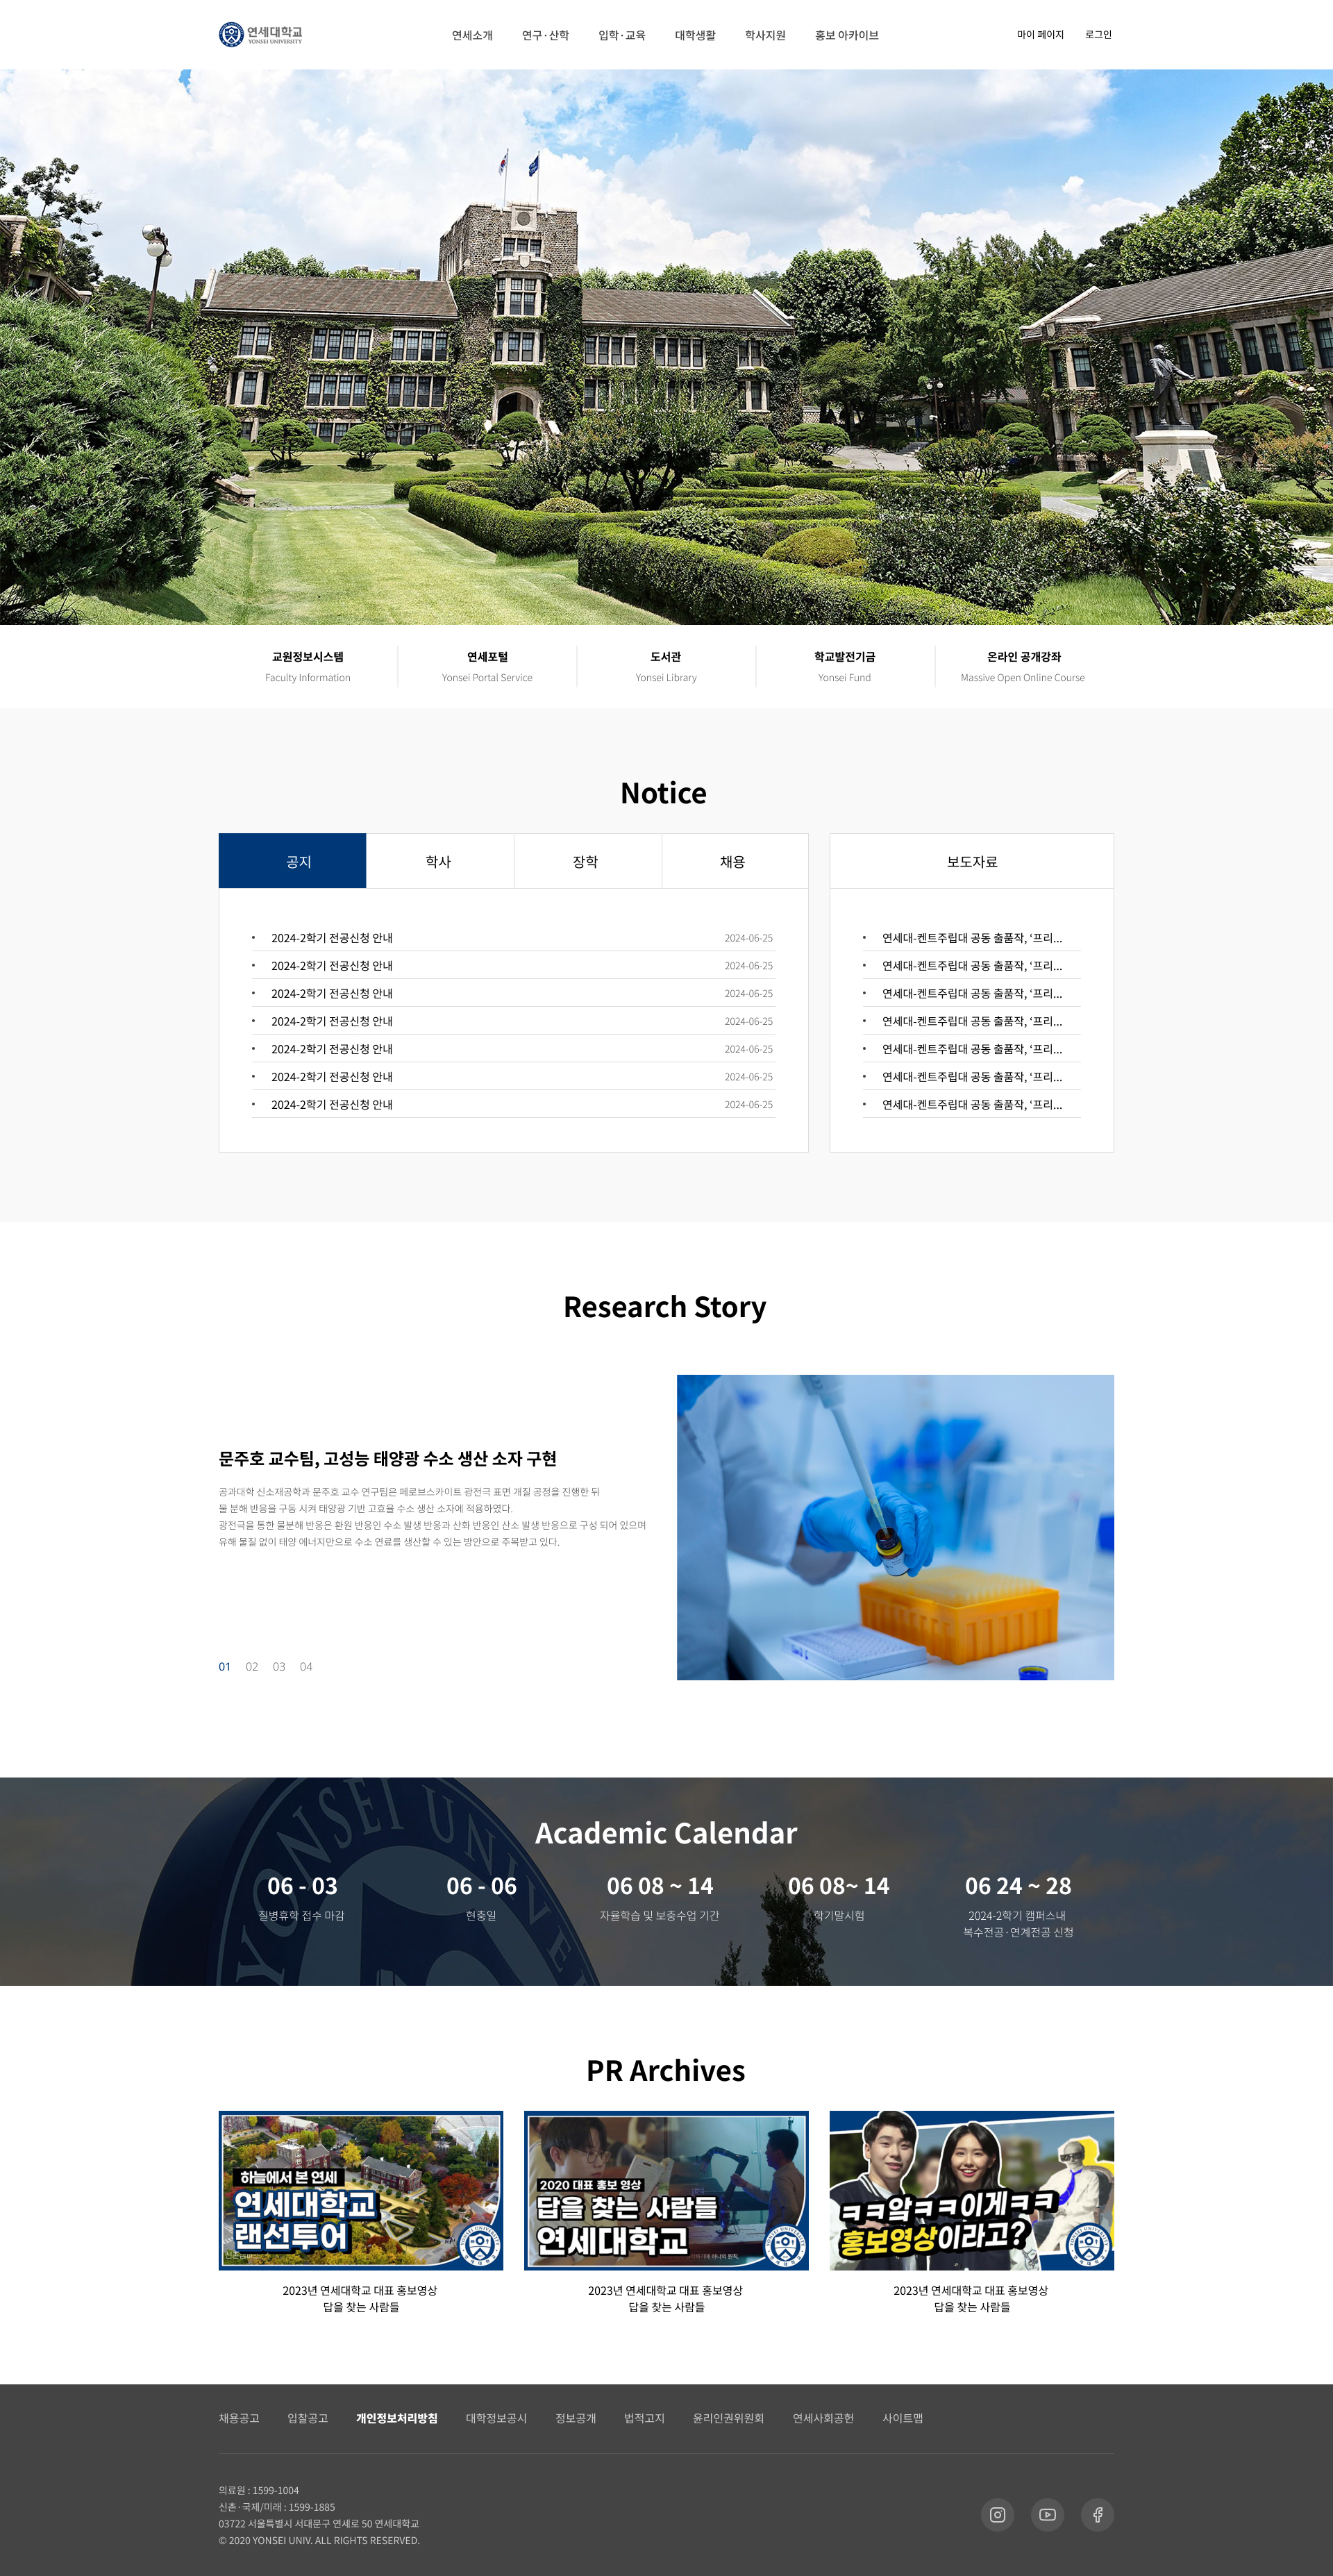 연세대학교
YONSEI UNIVERSITY
연세소개
연구·산학
입학·교육
대학생활
학사지원
홍보 아카이브
마이 페이지
로그인
교원정보시스템
Faculty Information
연세포털
Yonsei Portal Service
도서관
Yonsei Library
학교발전기금
Yonsei Fund
온라인 공개강좌
Massive Open Online Course
Notice
공지
학사
장학
채용
2024-2학기 전공신청 안내 2024-06-25
2024-2학기 전공신청 안내 2024-06-25
2024-2학기 전공신청 안내 2024-06-25
2024-2학기 전공신청 안내 2024-06-25
2024-2학기 전공신청 안내 2024-06-25
2024-2학기 전공신청 안내 2024-06-25
2024-2학기 전공신청 안내 2024-06-25
보도자료
연세대-켄트주립대 공동 출품작, ‘프리...
연세대-켄트주립대 공동 출품작, ‘프리...
연세대-켄트주립대 공동 출품작, ‘프리...
연세대-켄트주립대 공동 출품작, ‘프리...
연세대-켄트주립대 공동 출품작, ‘프리...
연세대-켄트주립대 공동 출품작, ‘프리...
연세대-켄트주립대 공동 출품작, ‘프리...
Research Story
문주호 교수팀, 고성능 태양광 수소 생산 소자 구현
공과대학 신소재공학과 문주호 교수 연구팀은 페로브스카이트 광전극 표면 개질 공정을 진행한 뒤
물 분해 반응을 구동 시켜 태양광 기반 고효율 수소 생산 소자에 적용하였다.
광전극을 통한 물분해 반응은 환원 반응인 수소 발생 반응과 산화 반응인 산소 발생 반응으로 구성 되어 있으며
유해 물질 없이 태양 에너지만으로 수소 연료를 생산할 수 있는 방안으로 주목받고 있다.
01 02 03 04
YONSEI UNIVE
Academic Calendar
06 - 03
질병휴학 접수 마감
06 - 06
현충일
06 08 ~ 14
자율학습 및 보충수업 기간
06 08~ 14
학기말시험
06 24 ~ 28
2024-2학기 캠퍼스내
복수전공·연계전공 신청
PR Archives
하늘에서 본 연세
연세대학교
랜선투어
2023년 연세대학교 대표 홍보영상
답을 찾는 사람들
2020 대표 홍보 영상
답을 찾는 사람들
연세대학교
2023년 연세대학교 대표 홍보영상
답을 찾는 사람들
ㅋㅋ앜ㅋㅋ이게ㅋㅋ
홍보영상이라고?
2023년 연세대학교 대표 홍보영상
답을 찾는 사람들
채용공고
입찰공고
개인정보처리방침
대학정보공시
정보공개
법적고지
윤리인권위원회
연세사회공헌
사이트맵
의료원 : 1599-1004
신촌·국제/미래 : 1599-1885
03722 서울특별시 서대문구 연세로 50 연세대학교
© 2020 YONSEI UNIV. ALL RIGHTS RESERVED.